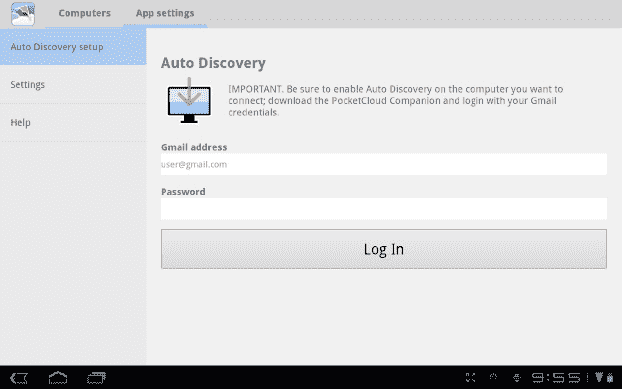 Computers
App settings
Auto Discovery setup
Settings
Help
Auto Discovery
IMPORTANT. Be sure to enable Auto Discovery on the computer you want to
connect; download the PocketCloud Companion and login with your Gmail
credentials.
Gmail address
user@gmail.com
Password
Log In
9:55